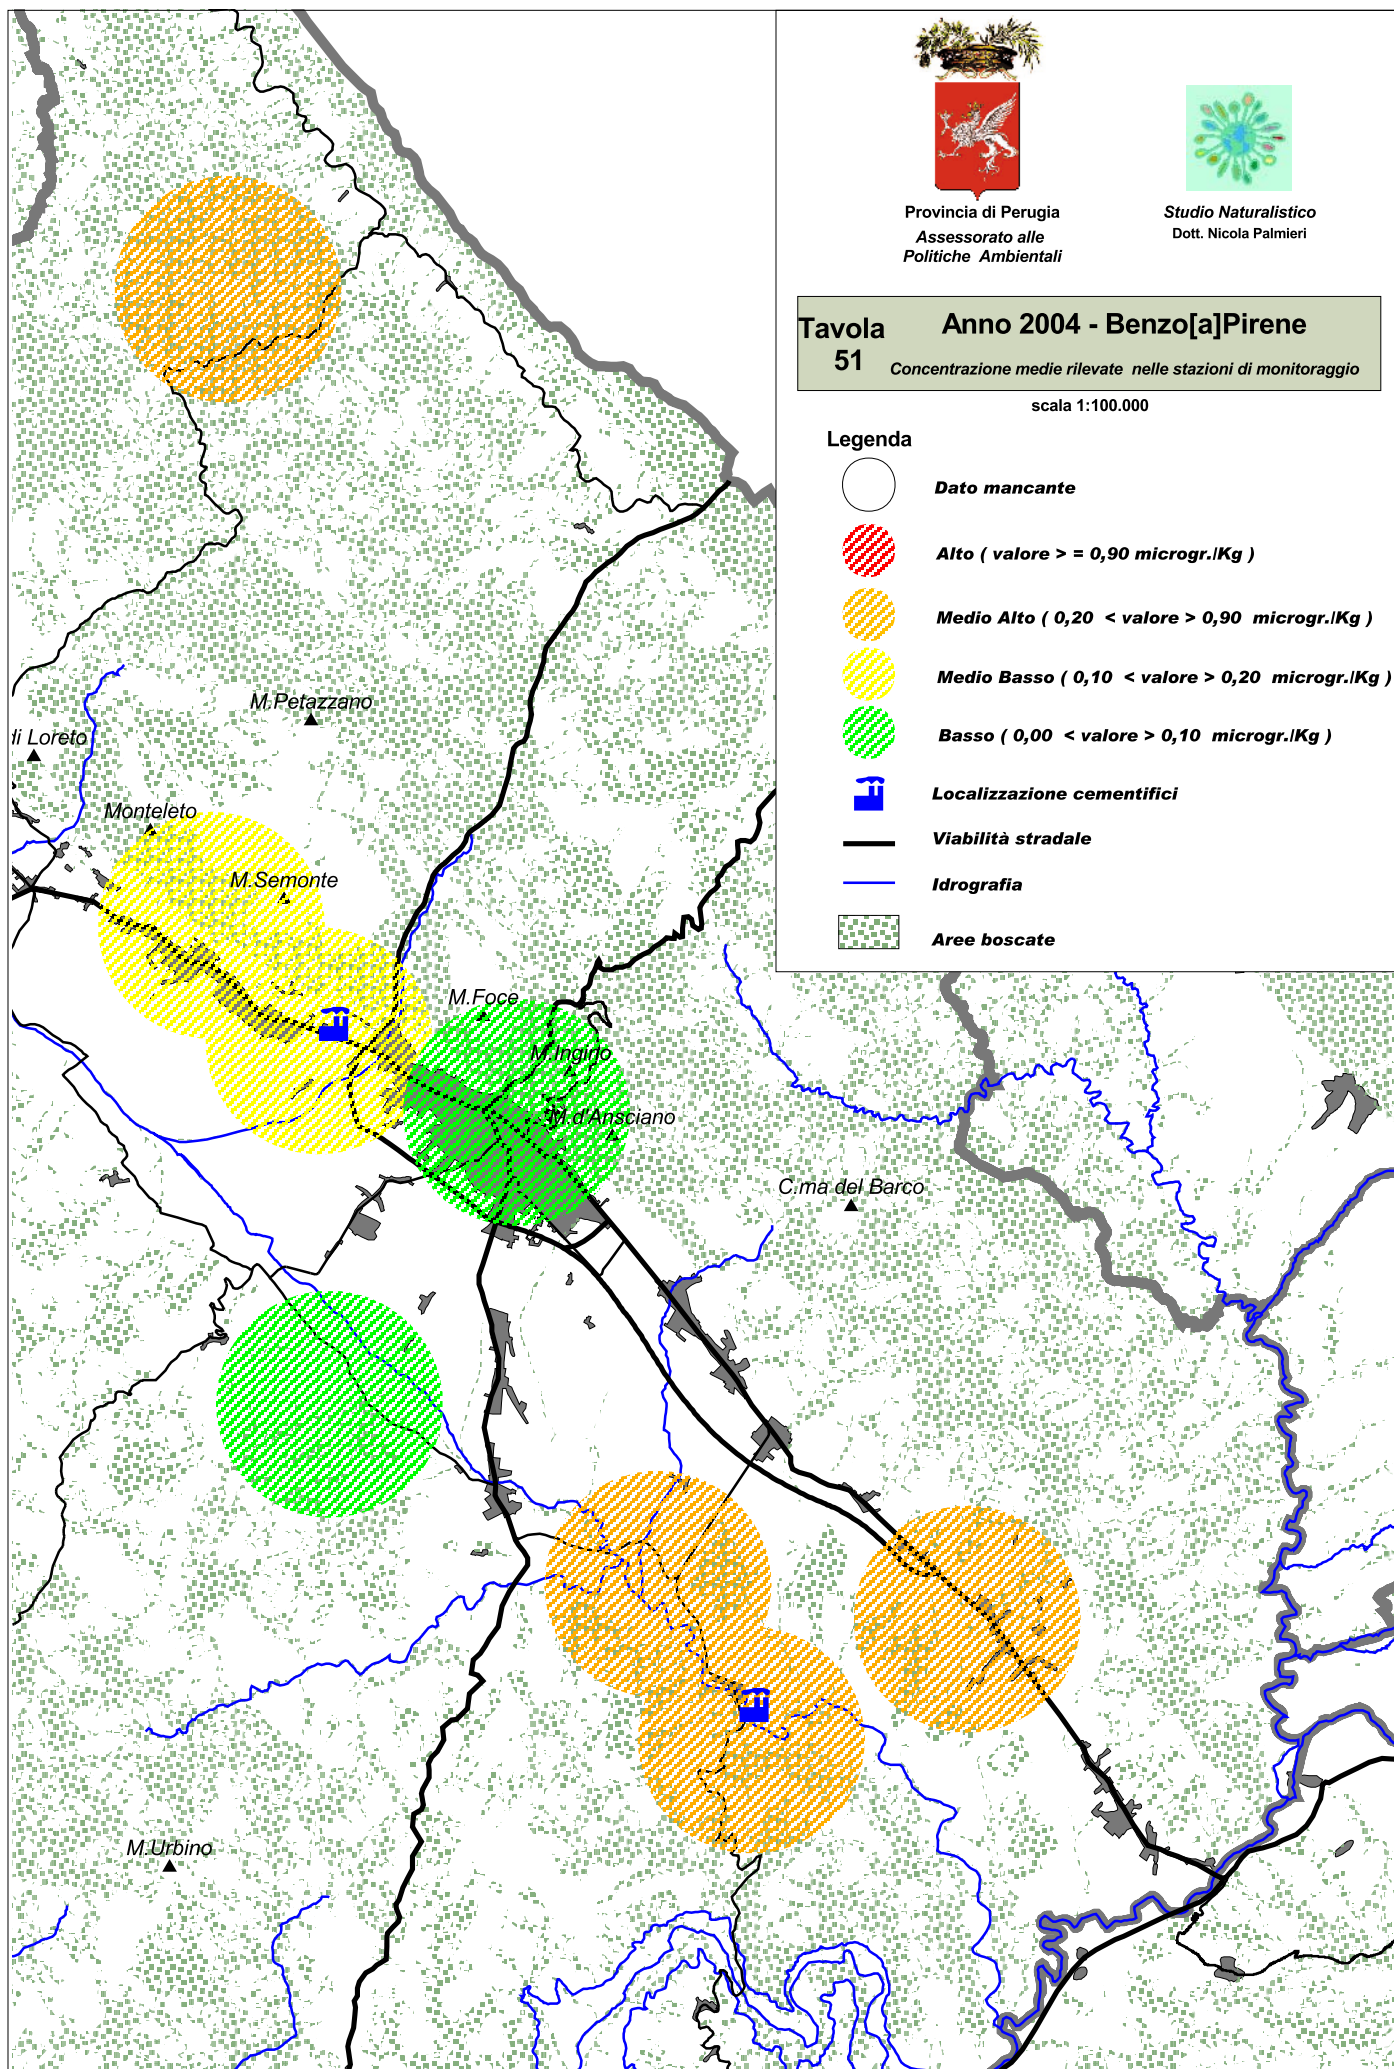 Provincia di Perugia
Assessorato alle
Politiche Ambientali
Studio Naturalistico
Dott. Nicola Palmieri
Tavola
51
Anno 2004 - Benzo[a]Pirene
Concentrazione medie rilevate nelle stazioni di monitoraggio
scala 1:100.000
Legenda
Dato mancante
Alto ( valore > = 0,90 microgr./Kg )
Medio Alto ( 0,20 < valore > 0,90 microgr./Kg )
Medio Basso ( 0,10 < valore > 0,20 microgr./Kg )
Basso ( 0,00 < valore > 0,10 microgr./Kg )
Localizzazione cementifici
Viabilità stradale
Idrografia
Aree boscate
M.Petazzano
di Loreto
Monteleto
M.Semonte
M.Foce
M.Ingino
M.d'Ansciano
C.ma del Barco
M.Urbino